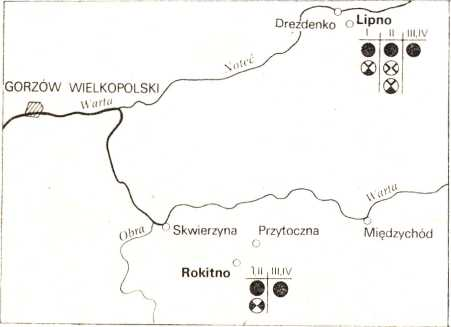 Drezdenko
Lipno
I II III,IV
Noteć
GORZÓW WIELKOPOLSKI
Warta
Warta
Obra
Skwierzyna
Przytoczna
Międzychód
Rokitno
I,II III,IV